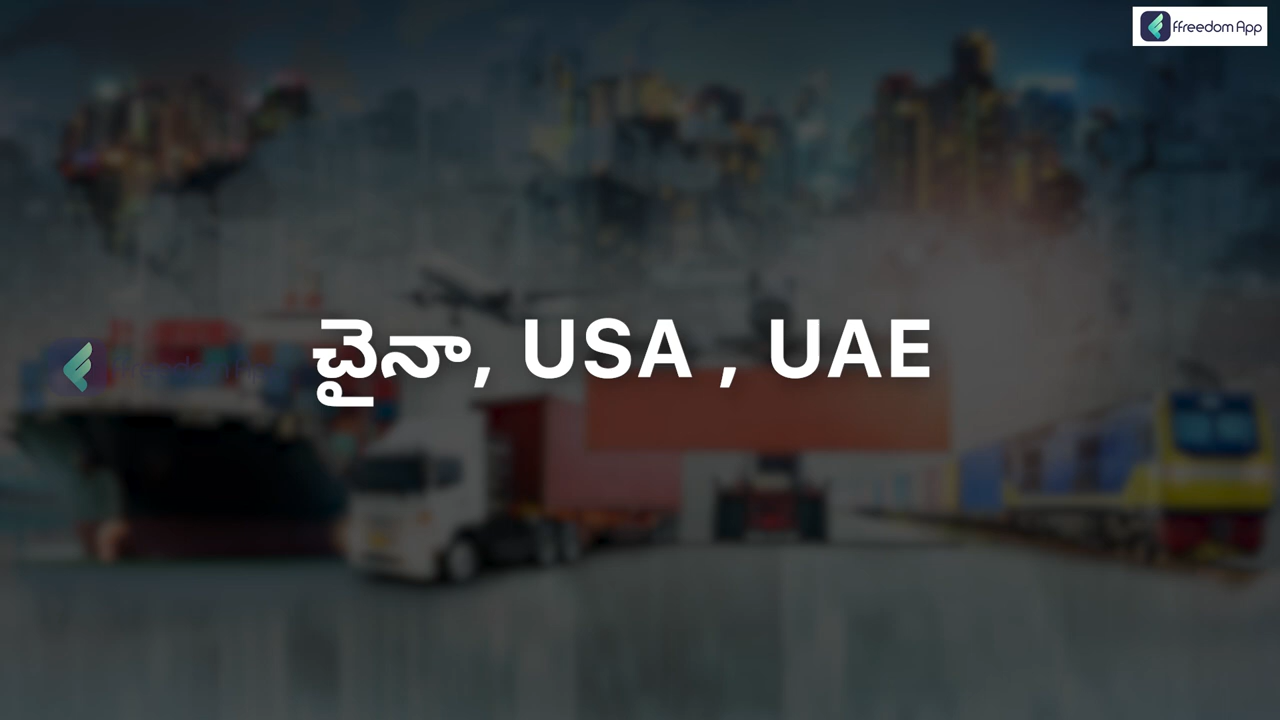 ffreedom App
చైనా, USA , UAE